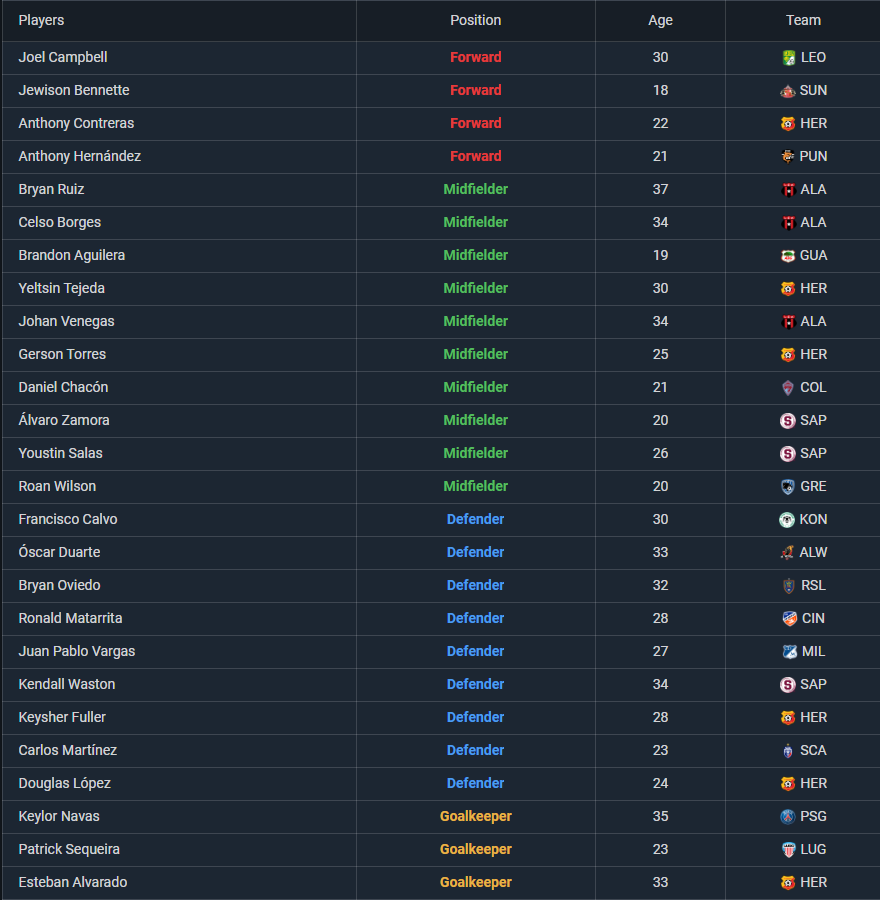 Players Position Age Team
Joel Campbell Forward 30 LEO
Jewison Bennette Forward 18 SUN
Anthony Contreras Forward 22 HER
Anthony Hernández Forward 21 PUN
Bryan Ruiz Midfielder 37 ALA
Celso Borges Midfielder 34 ALA
Brandon Aguilera Midfielder 19 GUA
Yeltsin Tejeda Midfielder 30 HER
Johan Venegas Midfielder 34 ALA
Gerson Torres Midfielder 25 HER
Daniel Chacón Midfielder 21 COL
Álvaro Zamora Midfielder 20 SAP
Youstin Salas Midfielder 26 SAP
Roan Wilson Midfielder 20 GRE
Francisco Calvo Defender 30 KON
Óscar Duarte Defender 33 ALW
Bryan Oviedo Defender 32 RSL
Ronald Matarrita Defender 28 CIN
Juan Pablo Vargas Defender 27 MIL
Kendall Waston Defender 34 SAP
Keysher Fuller Defender 28 HER
Carlos Martínez Defender 23 SCA
Douglas López Defender 24 HER
Keylor Navas Goalkeeper 35 PSG
Patrick Sequeira Goalkeeper 23 LUG
Esteban Alvarado Goalkeeper 33 HER